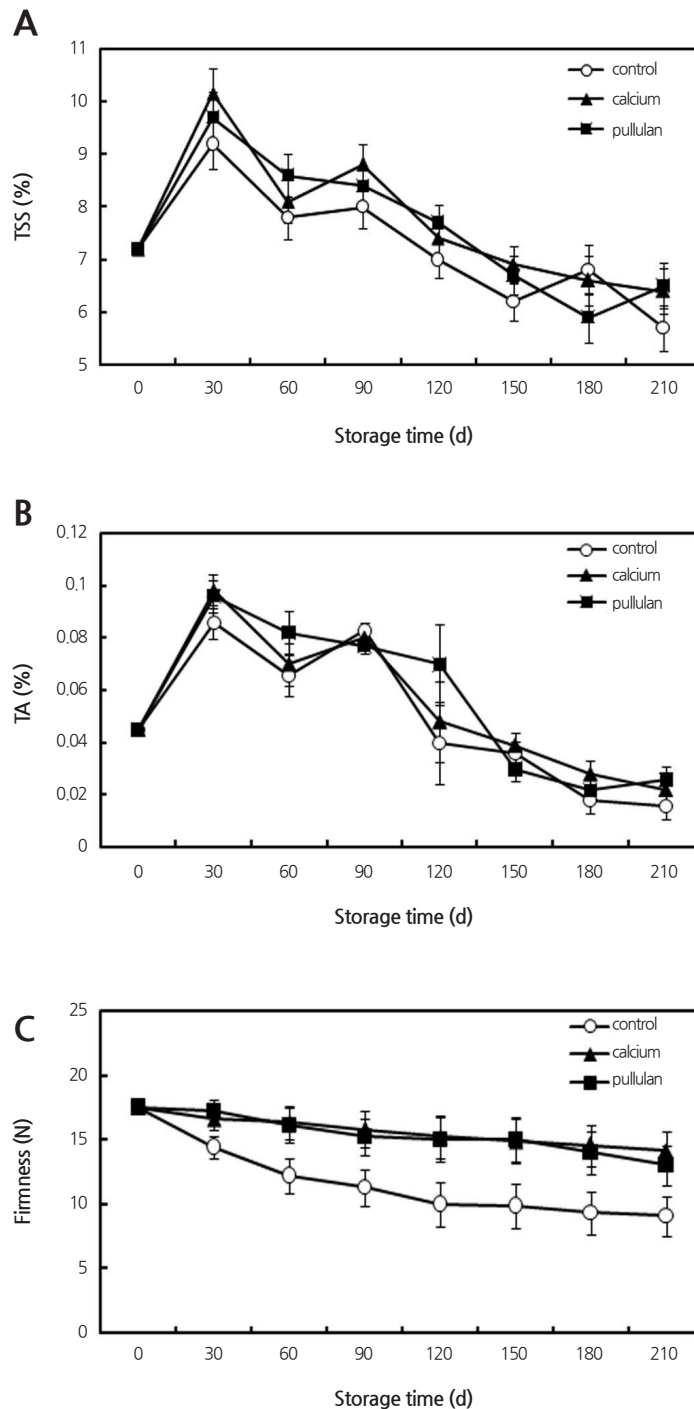 A
11
10
9
8
7
6
5
TSS (%)
control
calcium
pullulan
0 30 60 90 120 150 180 210
Storage time (d)
B
0.12
0.1
0.08
0.06
0.04
0.02
0
TA (%)
control
calcium
pullulan
0 30 60 90 120 150 180 210
Storage time (d)
C
25
20
15
10
5
0
Firmness (N)
control
calcium
pullulan
0 30 60 90 120 150 180 210
Storage time (d)